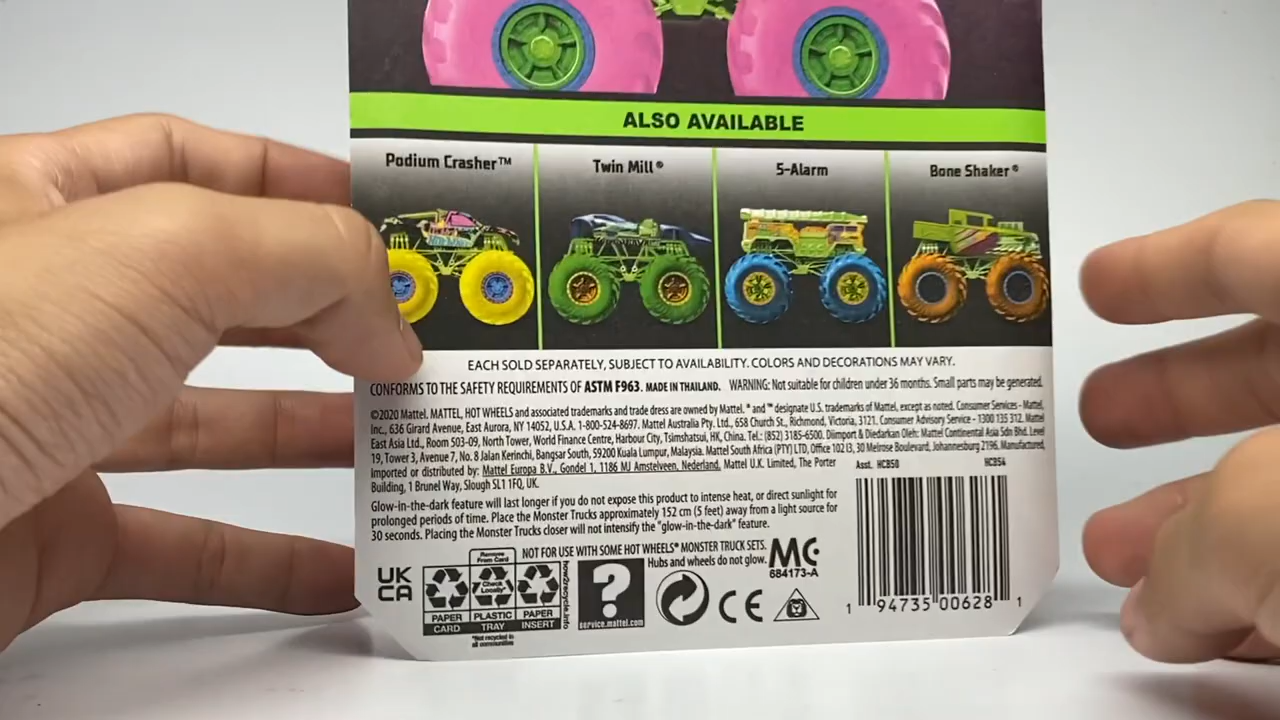 ALSO AVAILABLE
Podium Crasher™ Twin Mill® 5-Alarm Bone Shaker®
EACH SOLD SEPARATELY, SUBJECT TO AVAILABILITY. COLORS AND DECORATIONS MAY VARY.
CONFORMS TO THE SAFETY REQUIREMENTS OF ASTM F963. MADE IN THAILAND. WARNING: Not suitable for children under 36 months. Small parts may be generated.
©2020 Mattel. MATTEL, HOT WHEELS and associated trademarks and trade dress are owned by Mattel. ® and ™ designate U.S. trademarks of Mattel, except as noted. Consumer Services - Mattel,
Inc., 636 Girard Avenue, East Aurora, NY 14052, U.S.A. 1-800-524-8697. Mattel Australia Pty. Ltd., 658 Church St., Richmond, Victoria, 3121. Consumer Advisory Service - 1300 135 312. Mattel
East Asia Ltd., Room 503-09, North Tower, World Finance Centre, Harbour City, Tsimshatsui, HK, China. Tel.: (852) 3185-6500. Diimport & Diedarkan Oleh: Mattel Continental Asia Sdn Bhd. Level
19, Tower 3, Avenue 7, No. 8 Jalan Kerinchi, Bangsar South, 59200 Kuala Lumpur, Malaysia. Mattel South Africa (PTY) LTD, Office 102 I3, 30 Melrose Boulevard, Johannesburg 2196. Manufactured,
imported or distributed by: Mattel Europa B.V., Gondel 1, 1186 MJ Amstelveen, Nederland. Mattel U.K. Limited, The Porter
Building, 1 Brunel Way, Slough SL1 1FQ, UK.
Asst. HCB50 HCB54
Glow-in-the-dark feature will last longer if you do not expose this product to intense heat, or direct sunlight for
prolonged periods of time. Place the Monster Trucks approximately 152 cm (5 feet) away from a light source for
30 seconds. Placing the Monster Trucks closer will not intensify the "glow-in-the-dark" feature.
NOT FOR USE WITH SOME HOT WHEELS® MONSTER TRUCK SETS.
Hubs and wheels do not glow.
MC
684173-A
UK
CA
Remove
From Card
Check
Locally*
PAPER
CARD
PLASTIC
TRAY
PAPER
INSERT
*Not recycled in
all communities
how2recycle.info
?
service.mattel.com
CE
1 94735 00628 1